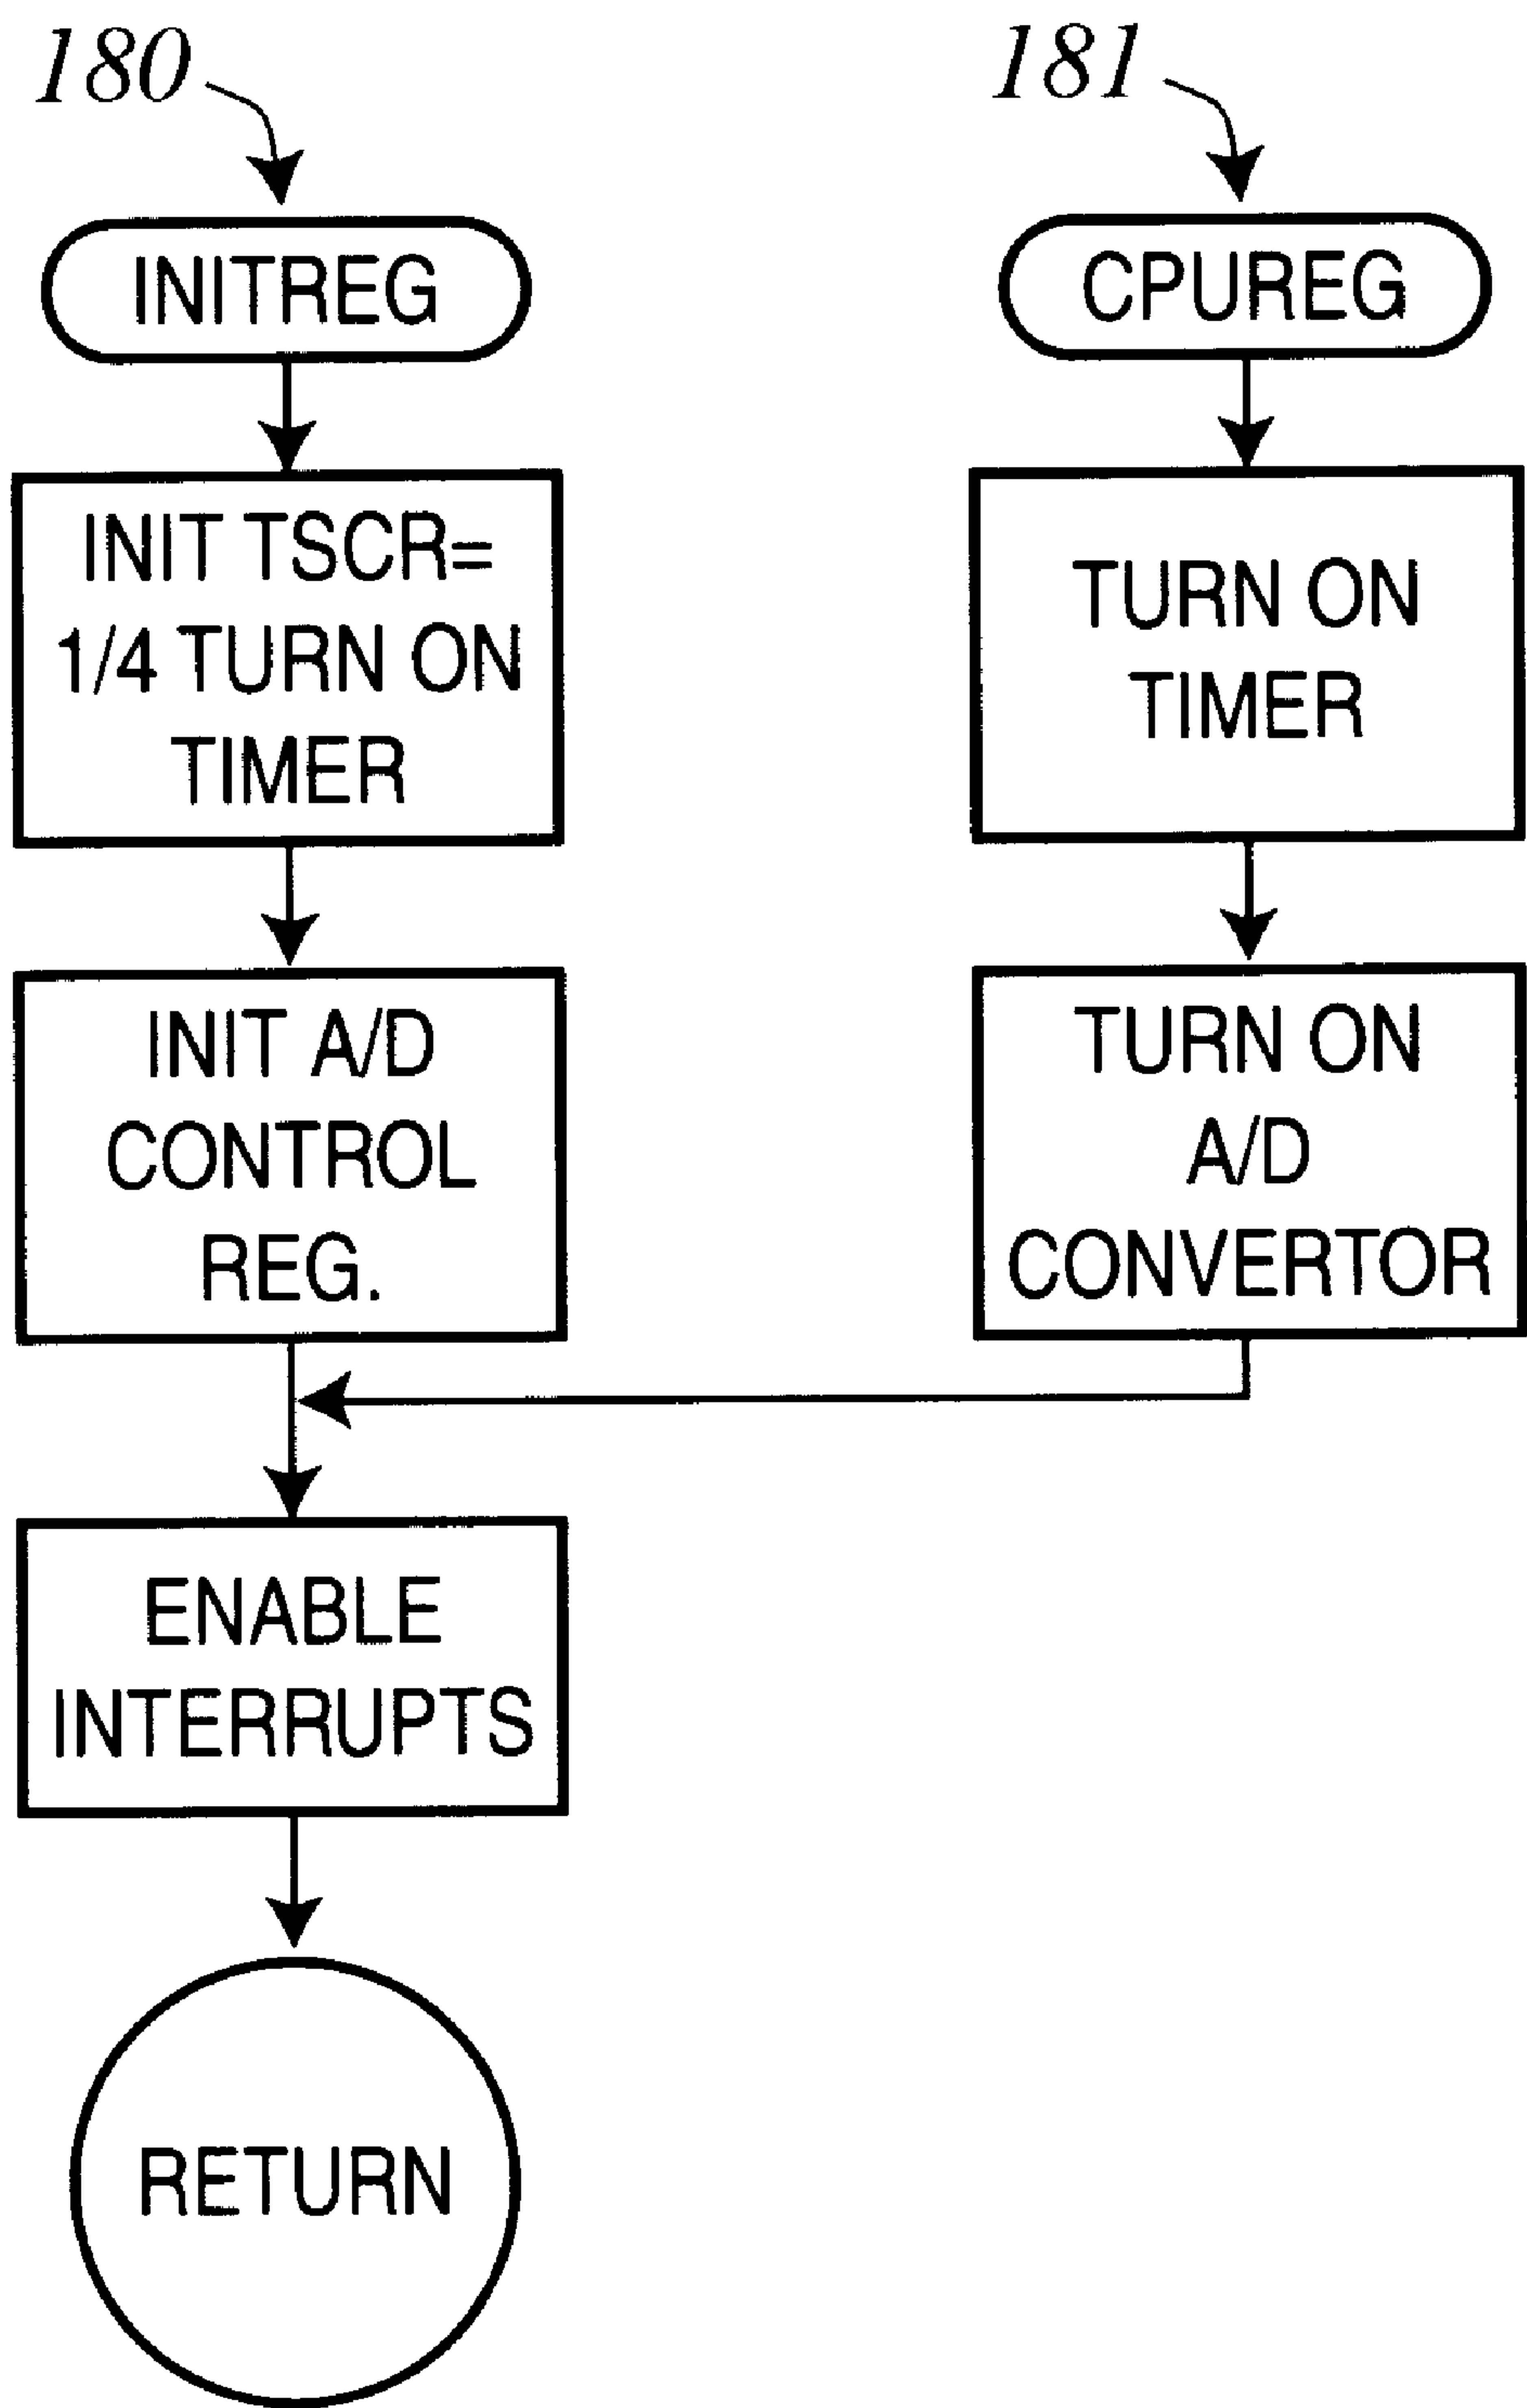 180
INITREG
INIT TSCR=
1/4 TURN ON
TIMER
INIT A/D
CONTROL
REG.
ENABLE
INTERRUPTS
RETURN
181
CPUREG
TURN ON
TIMER
TURN ON
A/D
CONVERTOR